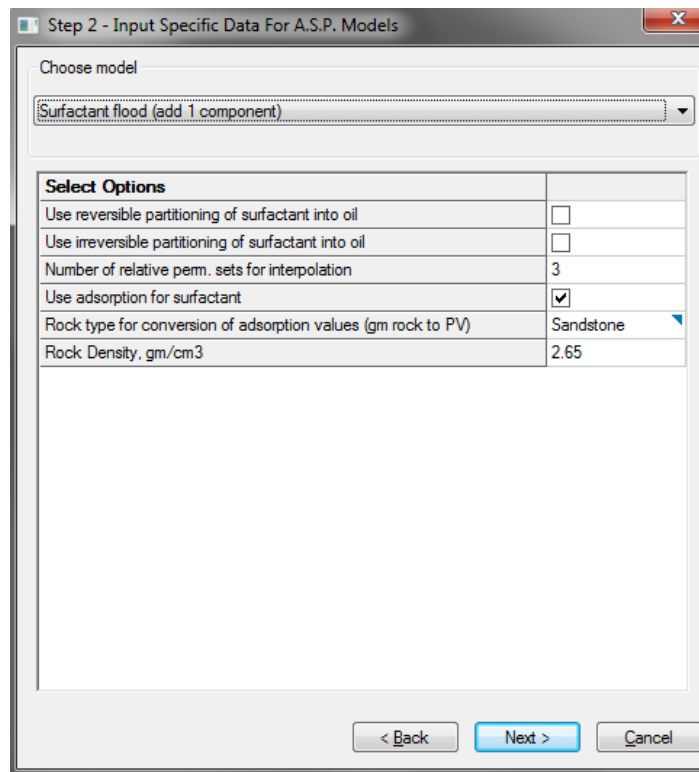 Step 2 - Input Specific Data For A.S.P. Models
Choose model
Surfactant flood (add 1 component)
Select Options
Use reversible partitioning of surfactant into oil
Use irreversible partitioning of surfactant into oil
Number of relative perm. sets for interpolation 3
Use adsorption for surfactant
Rock type for conversion of adsorption values (gm rock to PV) Sandstone
Rock Density, gm/cm3 2.65
< Back Next > Cancel